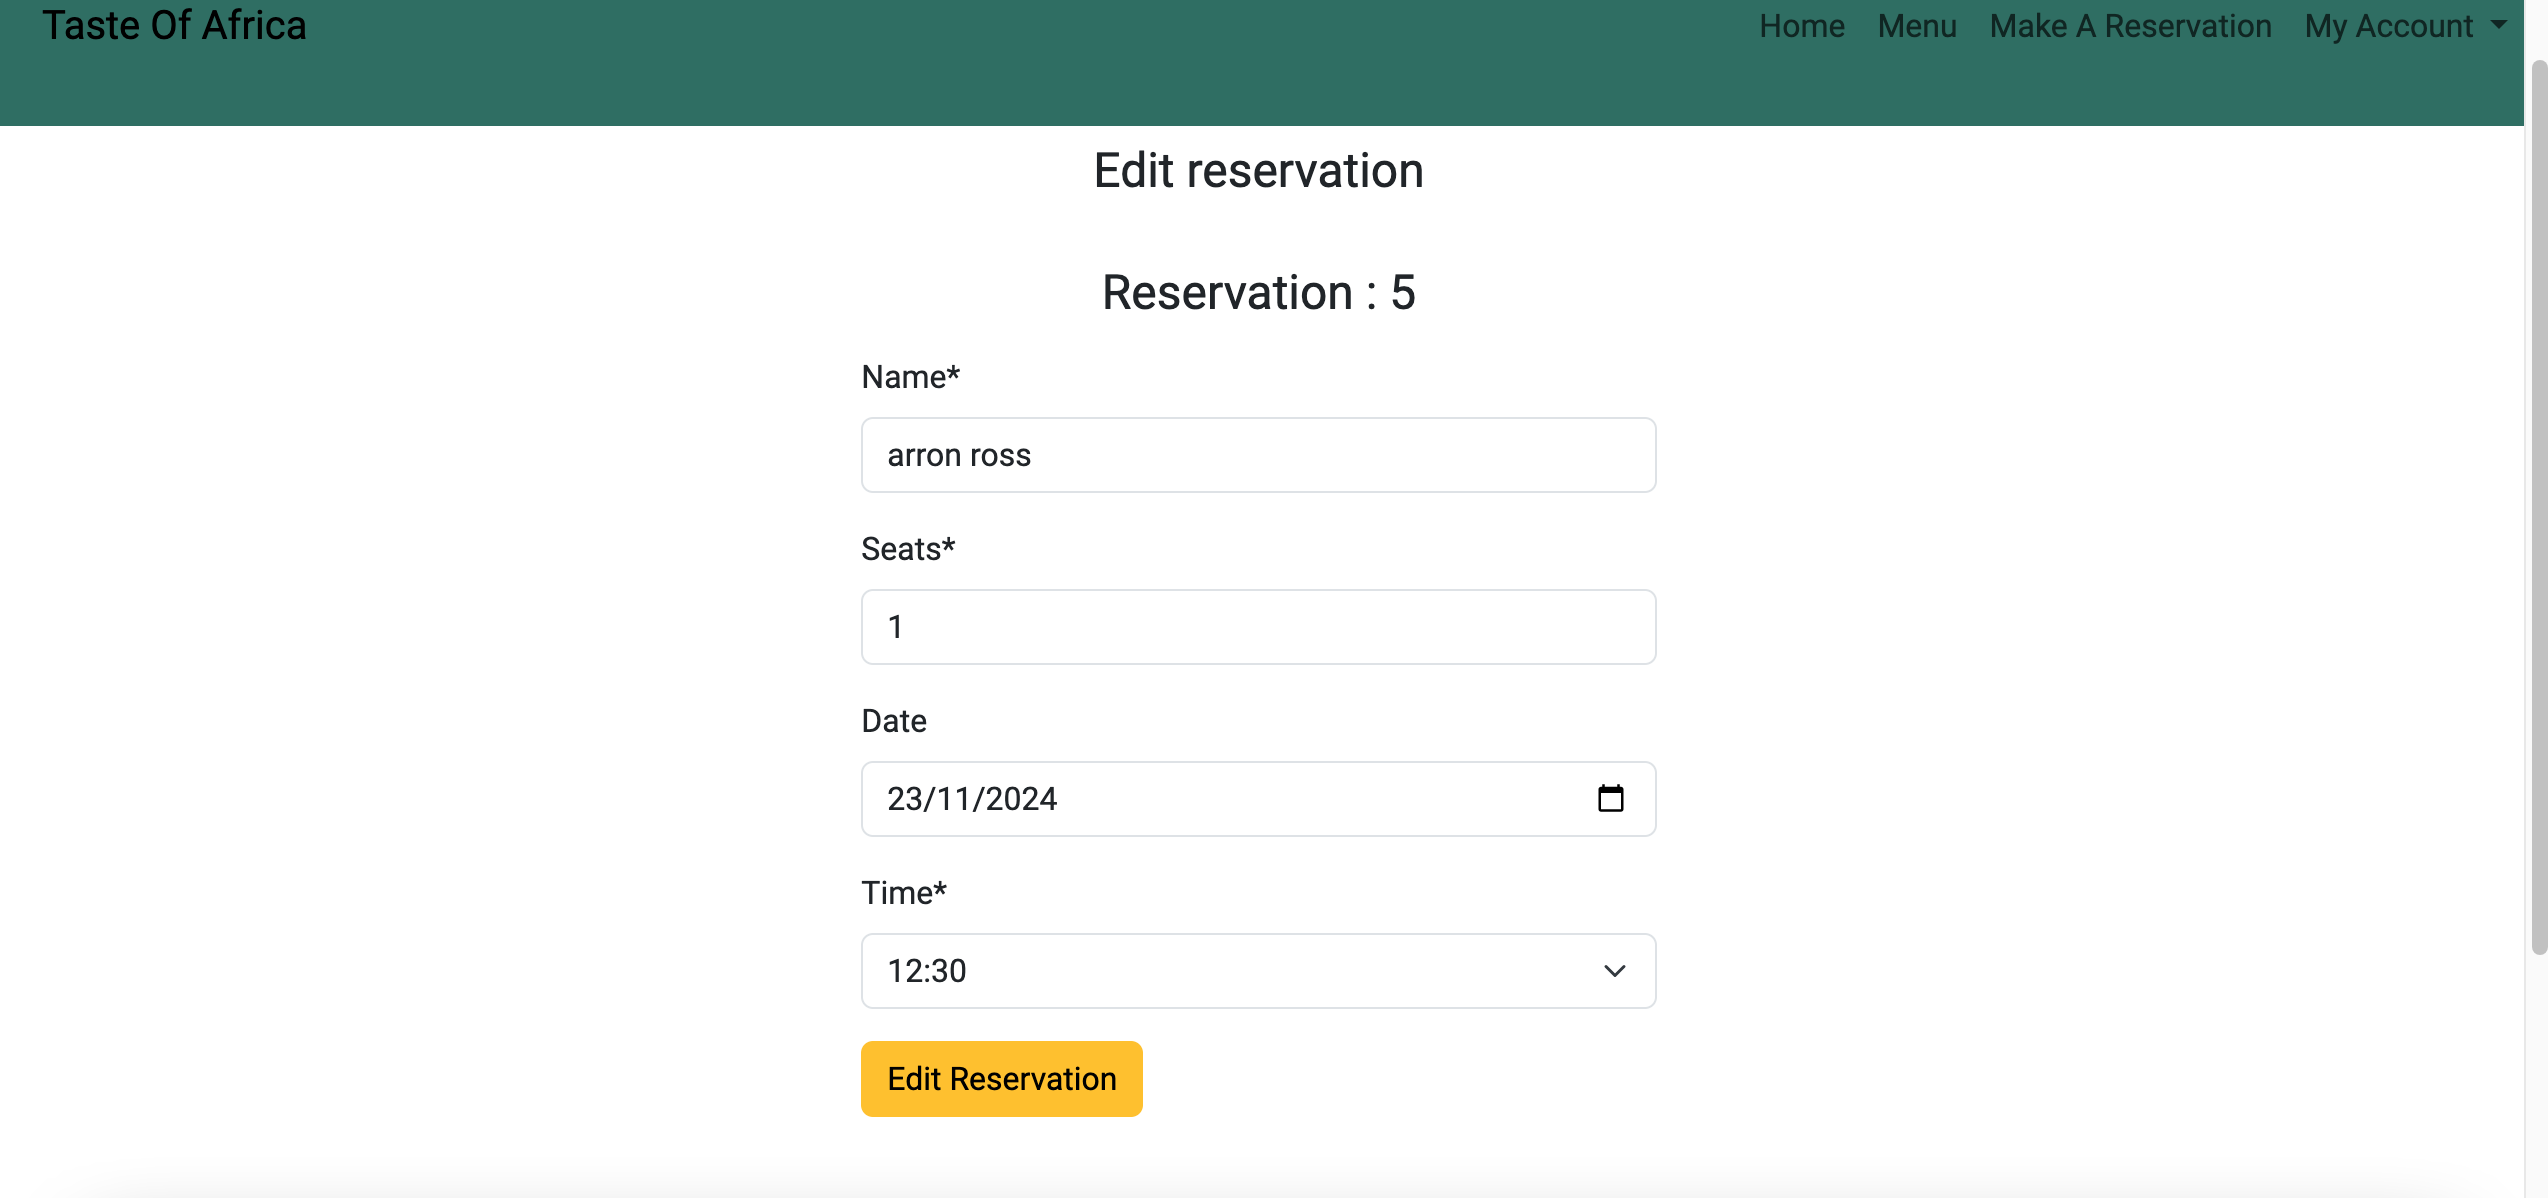 Taste Of Africa
Home Menu Make A Reservation My Account
Edit reservation
Reservation : 5
Name*
arron ross
Seats*
1
Date
23/11/2024
Time*
12:30
Edit Reservation